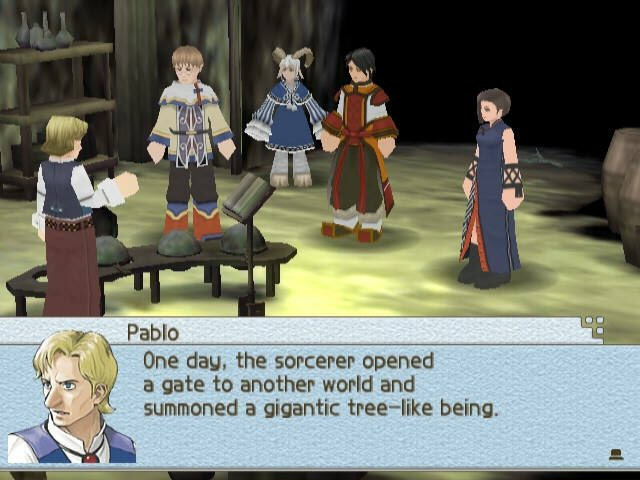 Pablo
One day, the sorcerer opened
a gate to another world and
summoned a gigantic tree-like being.